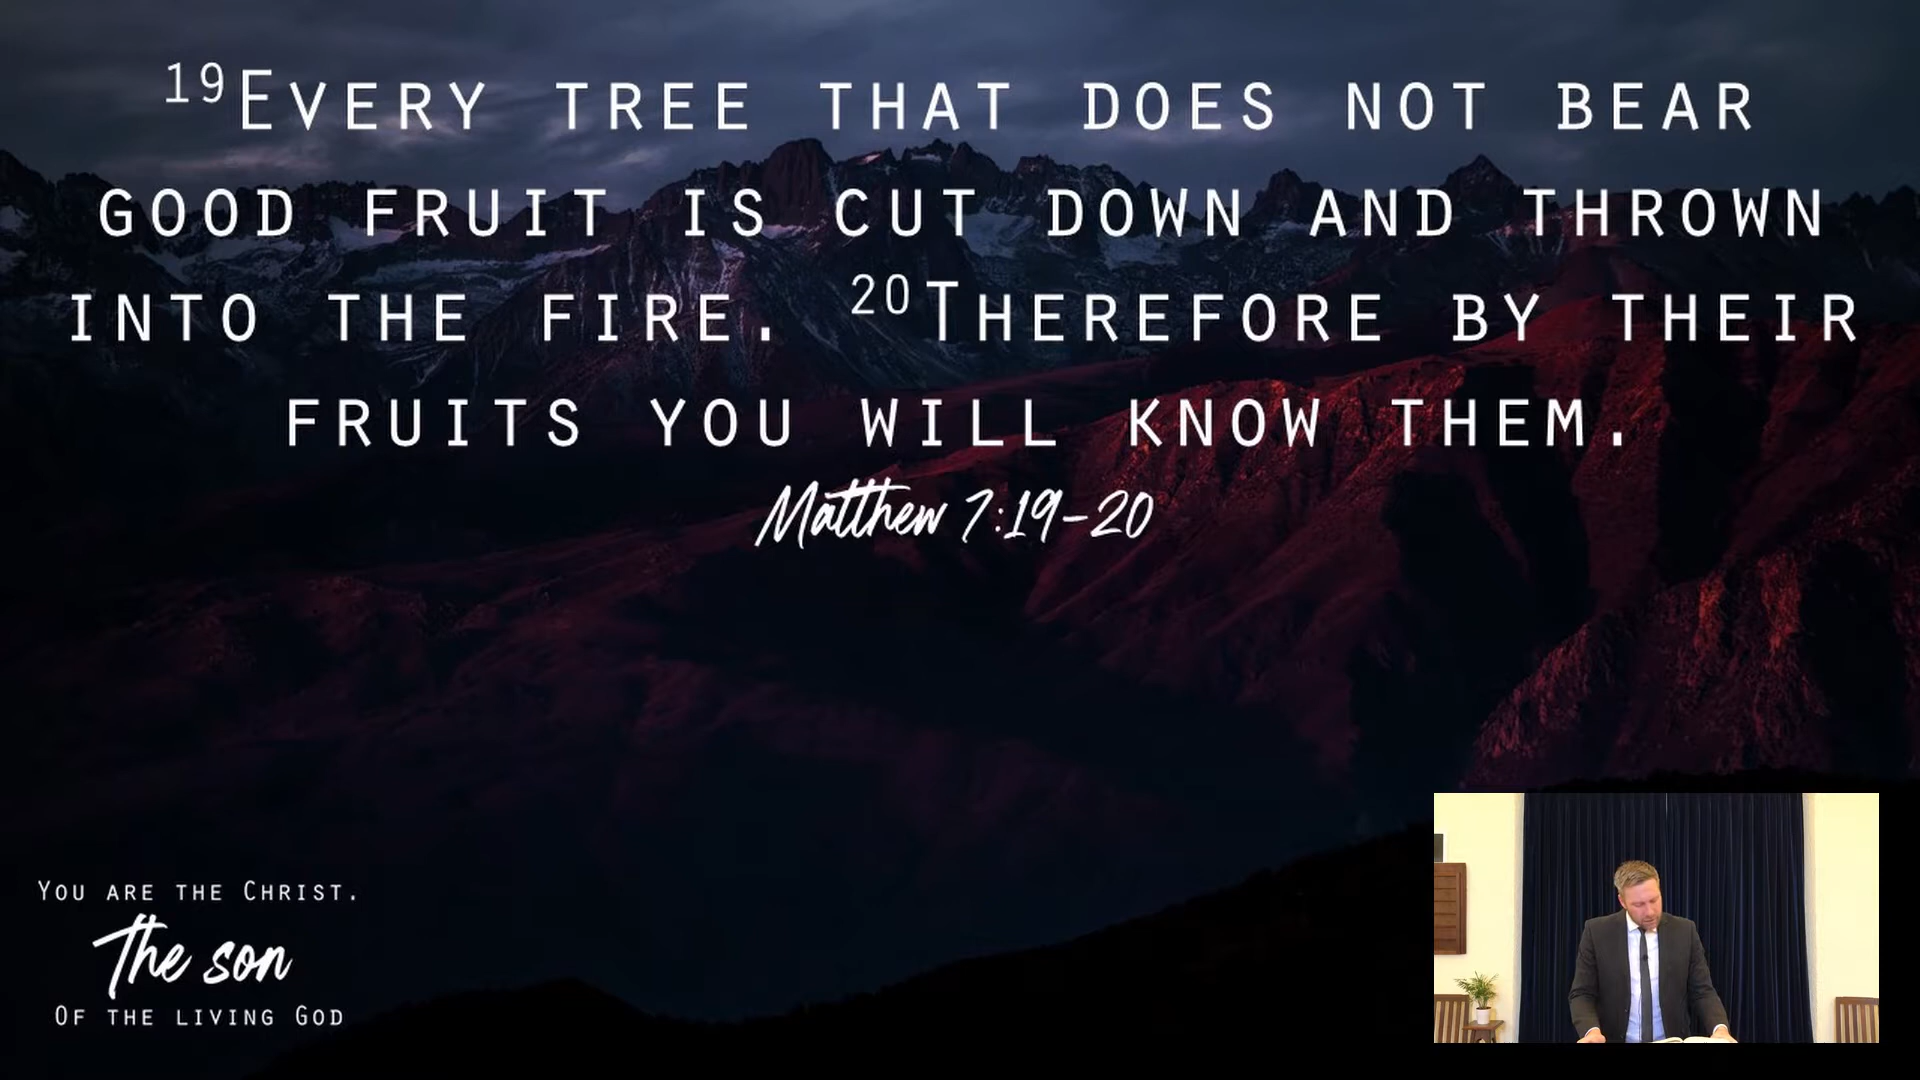 19Every tree that does not bear
good fruit is cut down and thrown
into the fire. 20Therefore by their
fruits you will know them.
Matthew 7:19-20
You are the Christ.
The son
Of the living God